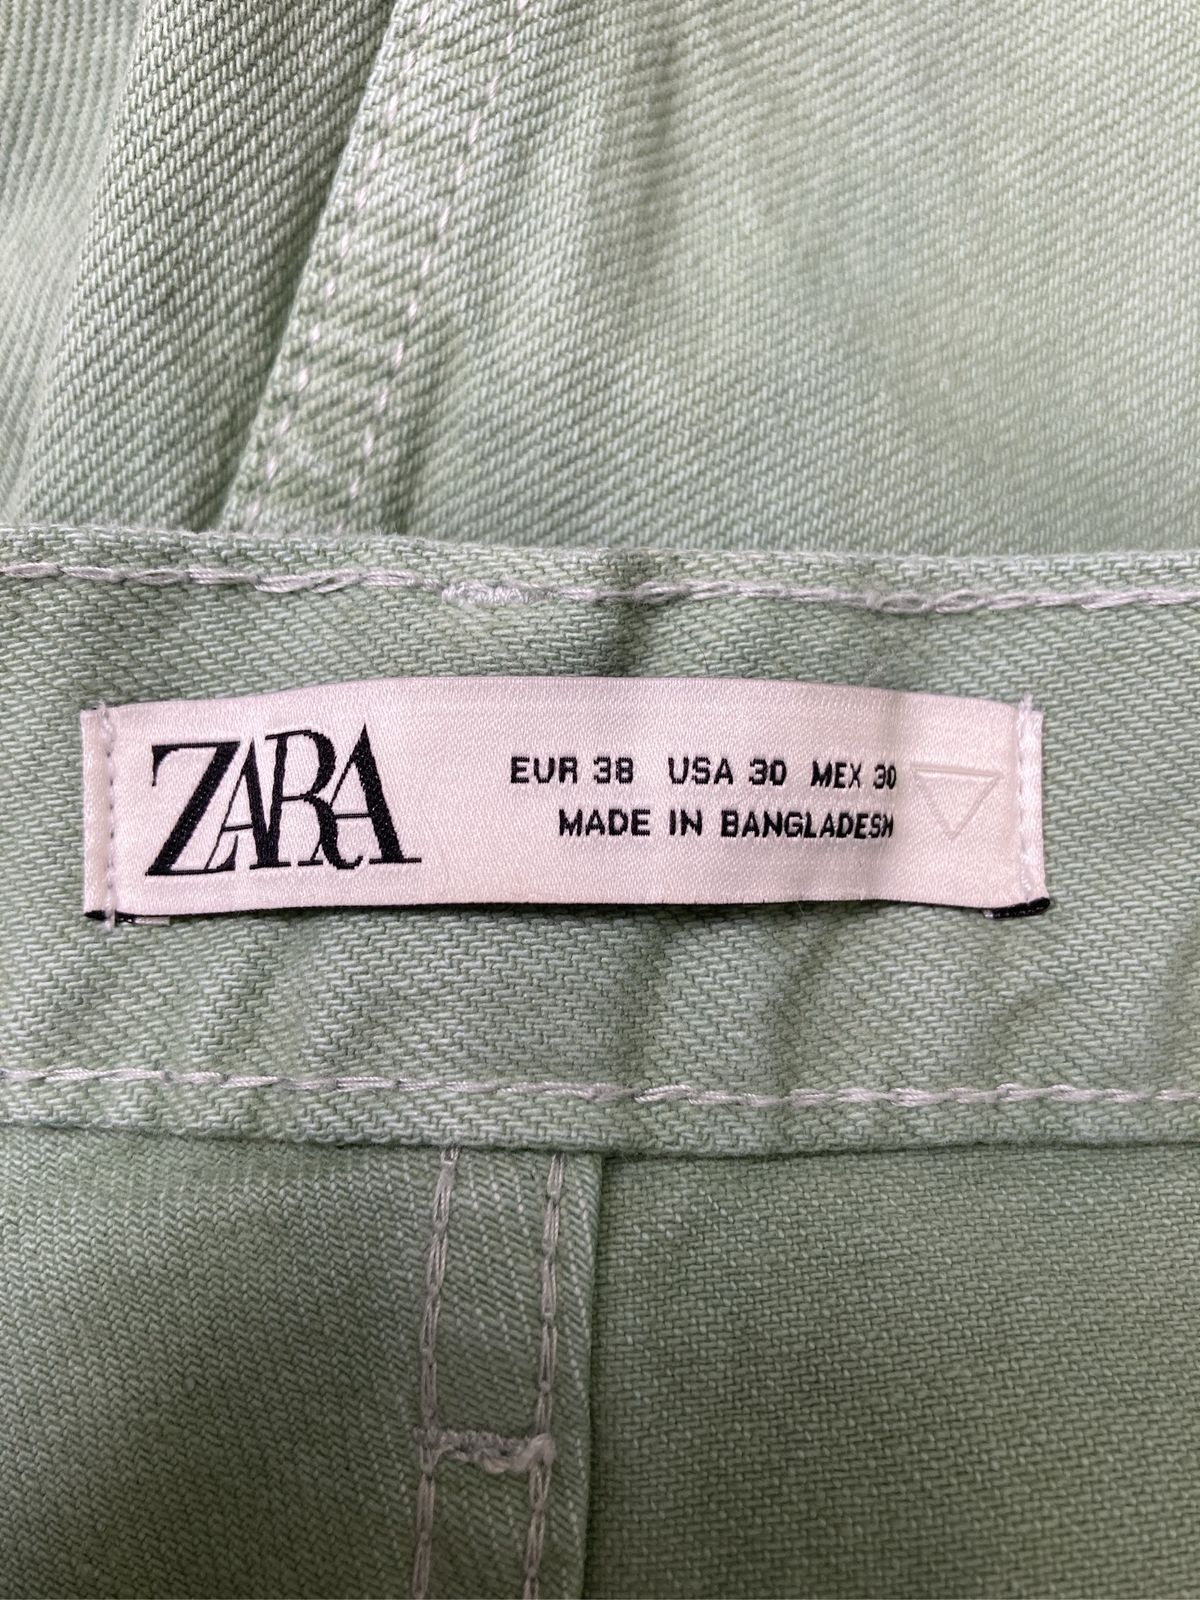 ZARA
EUR 38 USA 30 MEX 30
MADE IN BANGLADESH